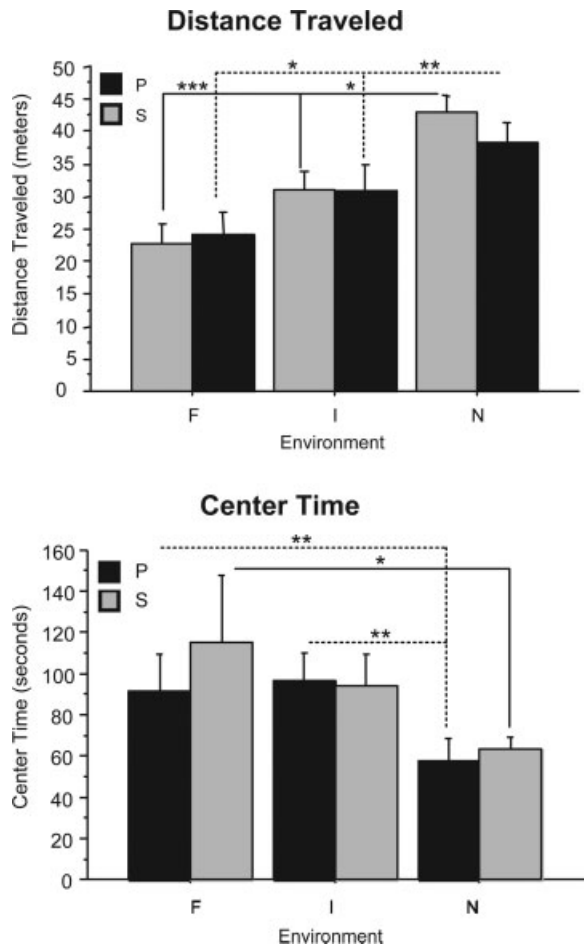 Distance Traveled
Distance Traveled (meters)
50
45
40
35
30
25
20
15
10
5
0
P
S
***
*
*
**
F I N
Environment
Center Time
Center Time (seconds)
160
140
120
100
80
60
40
20
0
P
S
**
*
**
F I N
Environment